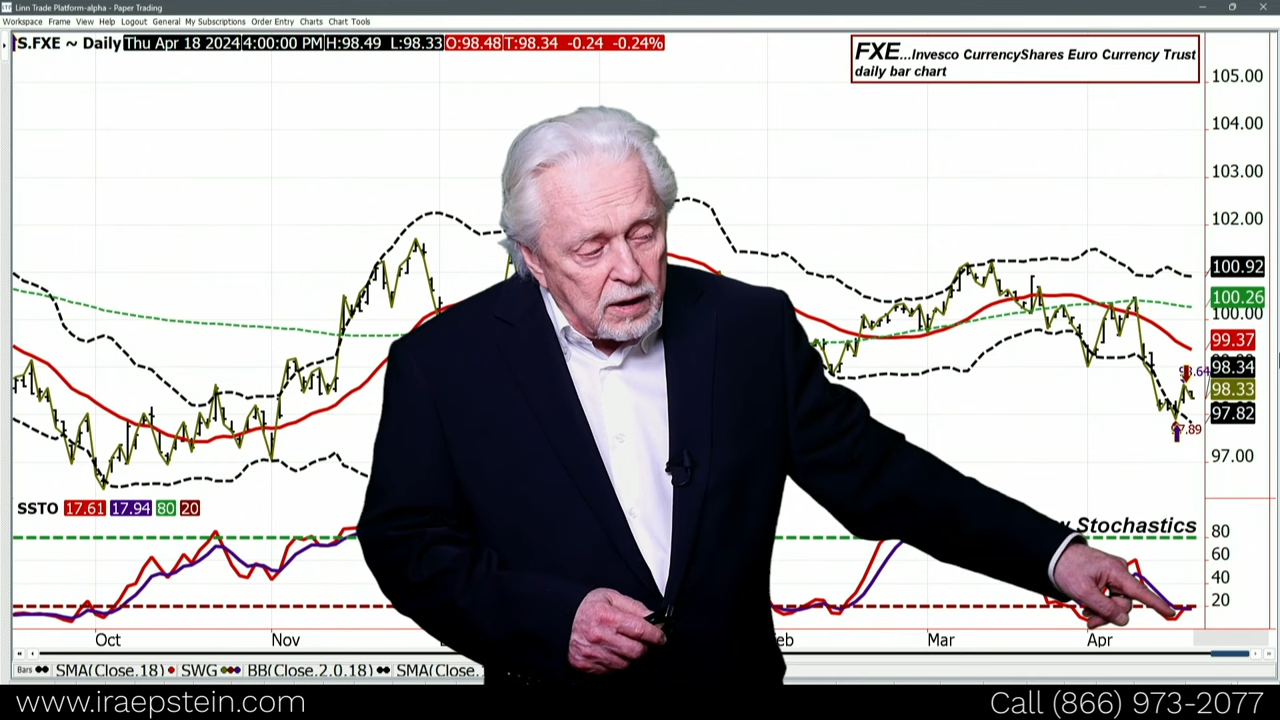 Linn Trade Platform-alpha - Paper Trading
Workspace Frame View Help Logout General My Subscriptions Order Entry Charts Chart Tools
S.FXE ~ Daily Thu Apr 18 2024 4:00:00 PM H:98.49 L:98.33 O:98.48 T:98.34 -0.24 -0.24%
FXE...Invesco CurrencyShares Euro Currency Trust
daily bar chart
105.00
104.00
103.00
102.00
100.92
100.26
100.00
99.37
98.34
98.33
97.82
97.89
97.00
SSTO 17.61 17.94 80 20
Stochastics
80
60
40
20
Oct Nov Mar Apr
Bars SMA(Close.18) SWG BB(Close.2.0.18) SMA(Close.
www.iraepstein.com Call (866) 973-2077